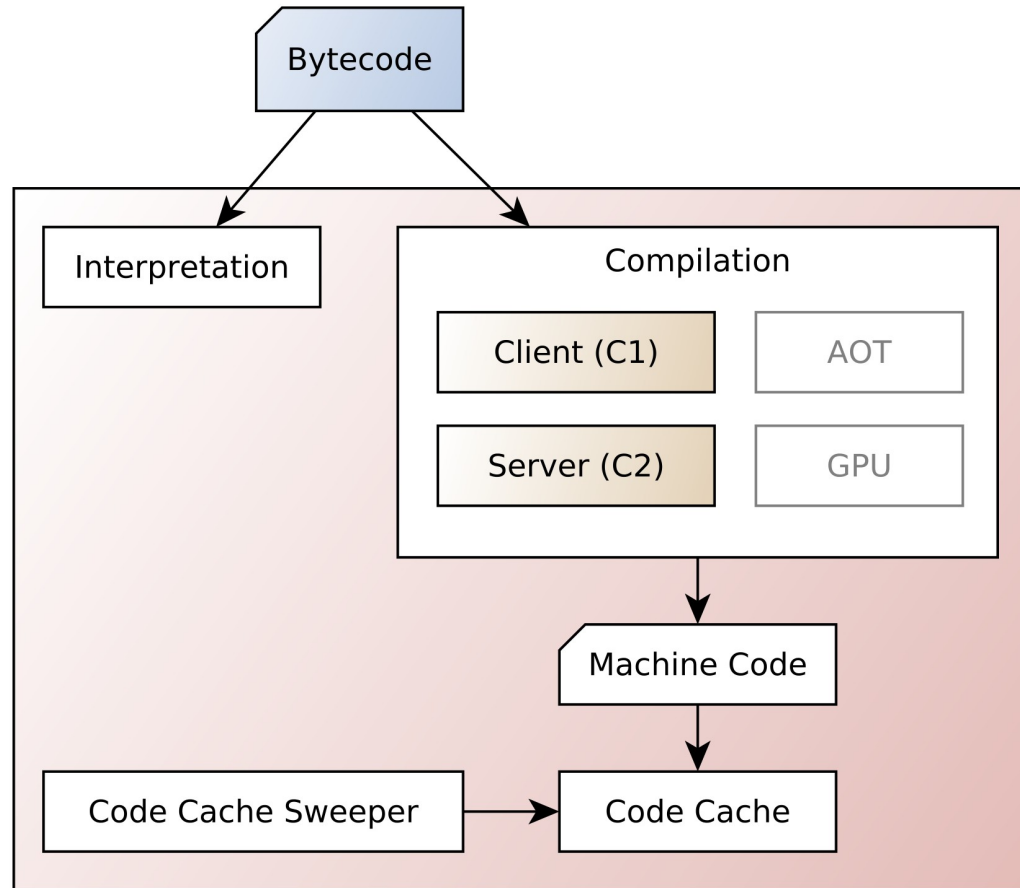 Bytecode
Interpretation
Compilation
Client (C1)
AOT
Server (C2)
GPU
Machine Code
Code Cache Sweeper
Code Cache